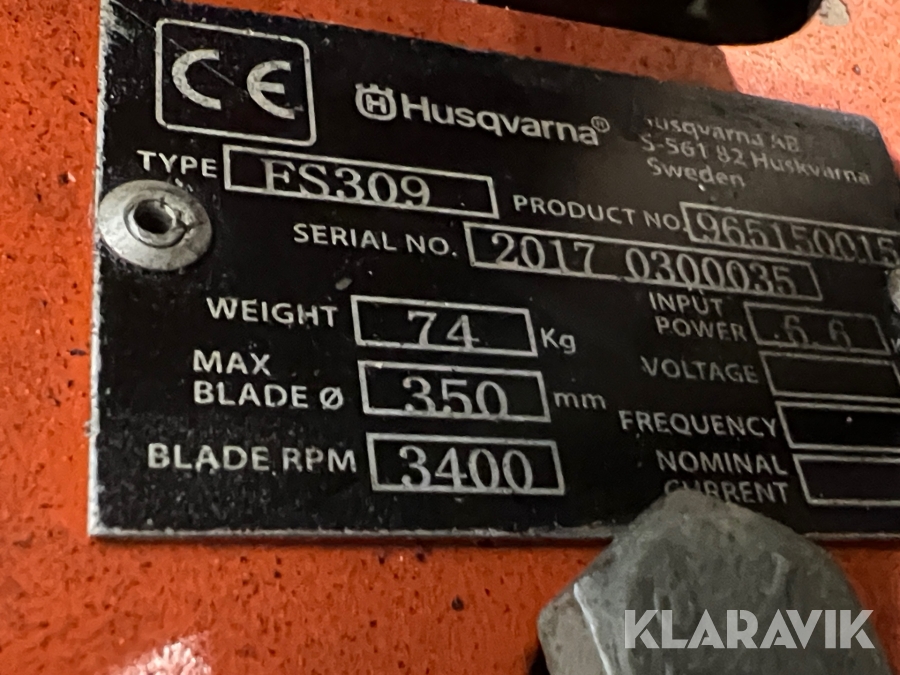 CE
Husqvarna®
Husqvarna AB
S-561 82 Huskvarna
Sweden
TYPE ES309
PRODUCT NO. 965150015
SERIAL NO. 2017 0300035
WEIGHT 74 Kg
INPUT
POWER 6.6
MAX
BLADE Ø 350 mm
VOLTAGE
FREQUENCY
BLADE RPM 3400
NOMINAL
CURRENT
KLARAVIK